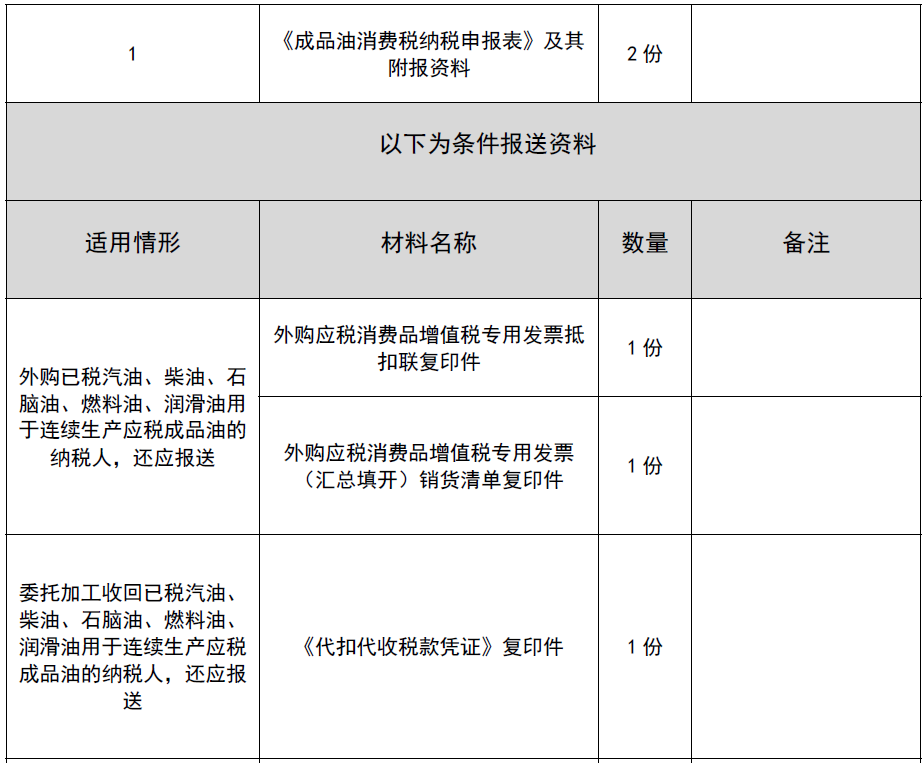 1
《成品油消费税纳税申报表》及其
附报资料
2 份
以下为条件报送资料
适用情形
材料名称
数量
备注
外购已税汽油、柴油、石
脑油、燃料油、润滑油用
于连续生产应税成品油的
纳税人，还应报送
外购应税消费品增值税专用发票抵
扣联复印件
1 份
外购应税消费品增值税专用发票
（汇总填开）销货清单复印件
1 份
委托加工收回已税汽油、
柴油、石脑油、燃料油、
润滑油用于连续生产应税
成品油的纳税人，还应报
送
《代扣代收税款凭证》复印件
1 份